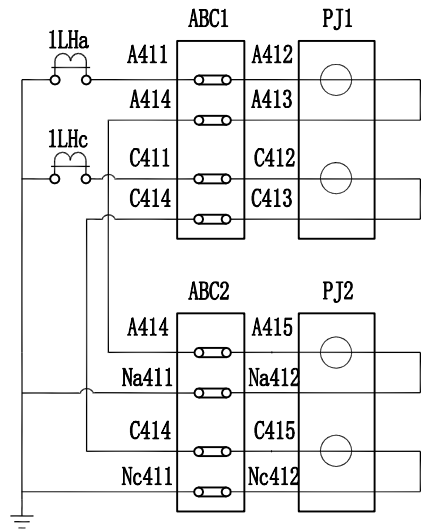 ABC1 PJ1
1LHa A411 A412
A414 A413
1LHc C411 C412
C414 C413
ABC2 PJ2
A414 A415
Na411 Na412
C414 C415
Nc411 Nc412